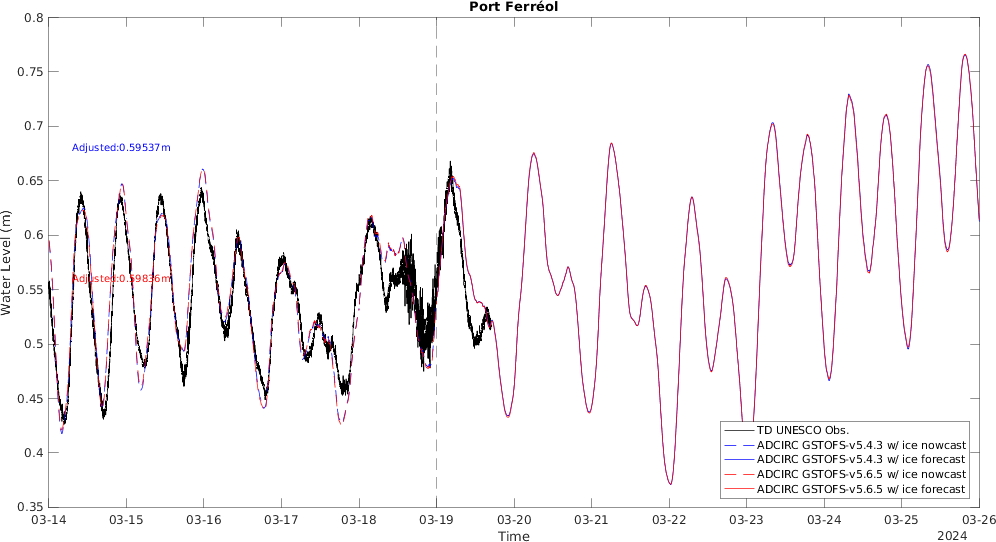 Port Ferréol
Water Level (m)
0.8
0.75
0.7
0.65
0.6
0.55
0.5
0.45
0.4
0.35
Adjusted:0.59537m
Adjusted:0.59836m
TD UNESCO Obs.
ADCIRC GSTOFS-v5.4.3 w/ ice nowcast
ADCIRC GSTOFS-v5.4.3 w/ ice forecast
ADCIRC GSTOFS-v5.6.5 w/ ice nowcast
ADCIRC GSTOFS-v5.6.5 w/ ice forecast
03-14 03-15 03-16 03-17 03-18 03-19 03-20 03-21 03-22 03-23 03-24 03-25 03-26
Time
2024